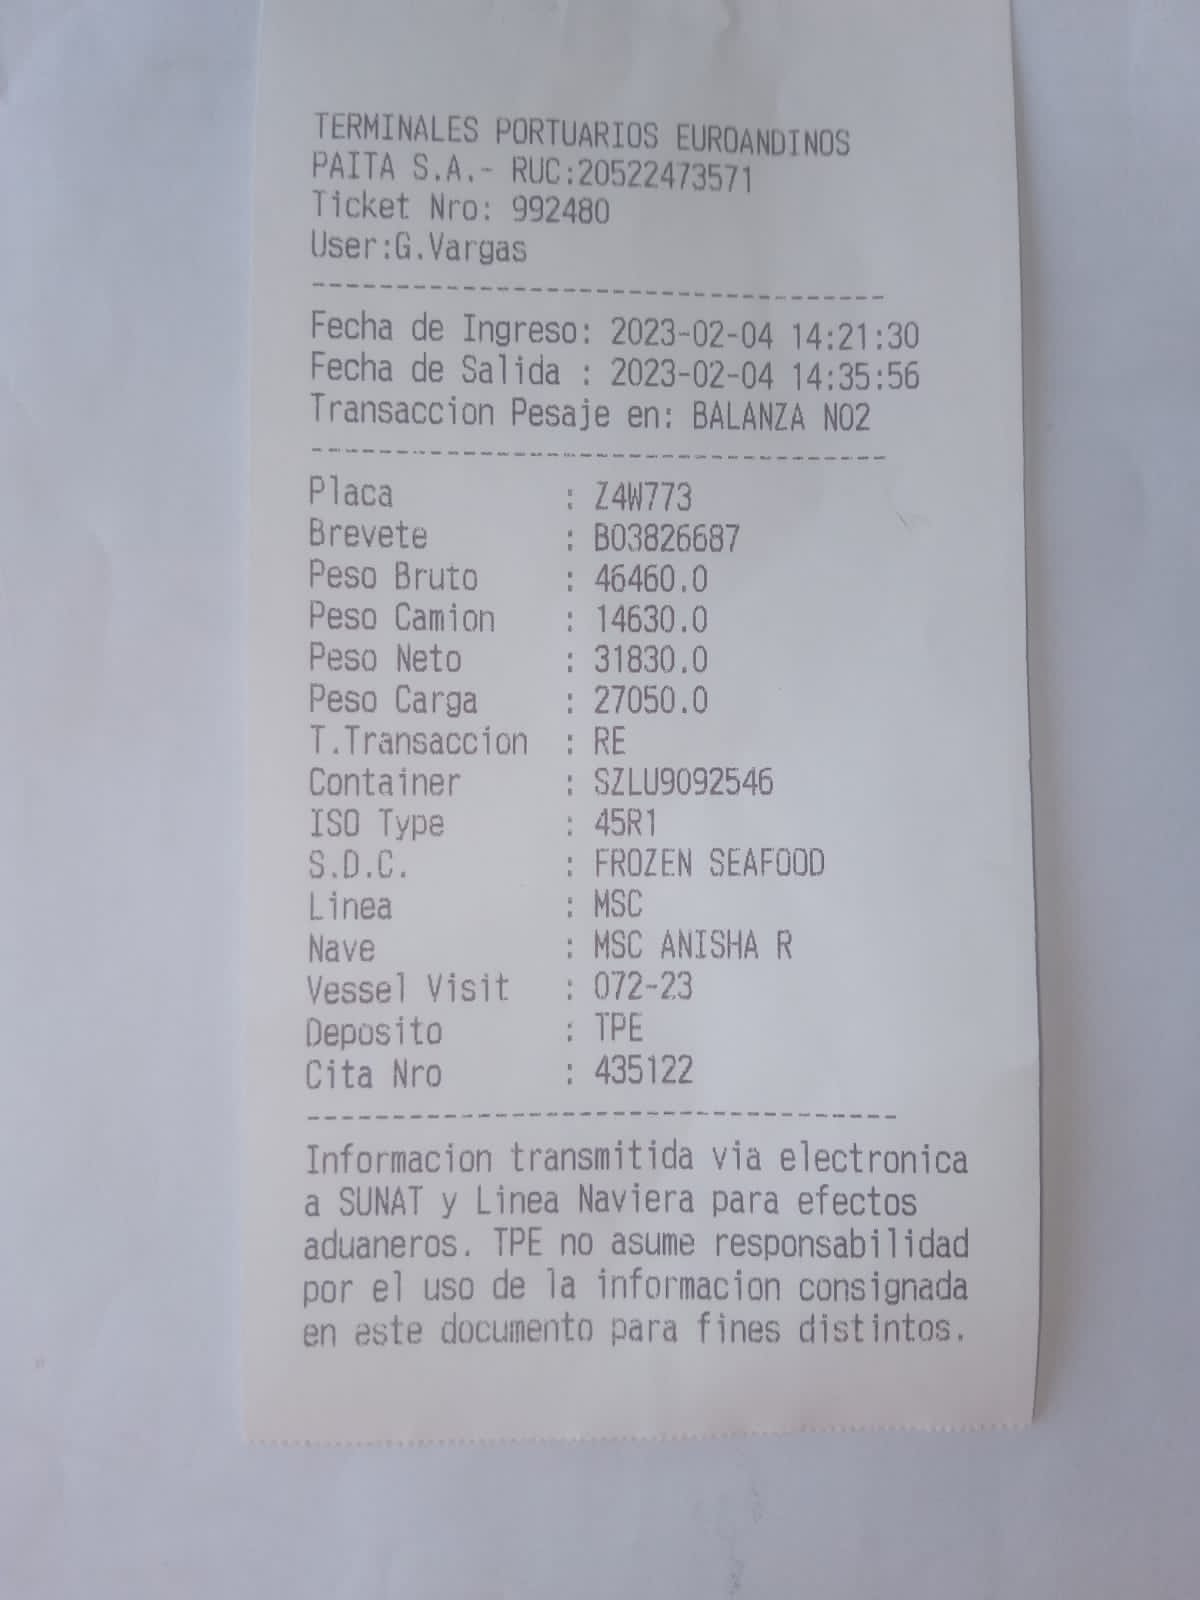 TERMINALES PORTUARIOS EUROANDINOS
PAITA S.A.- RUC:20522473571
Ticket Nro: 992480
User:G.Vargas
-----------------------------------
Fecha de Ingreso: 2023-02-04 14:21:30
Fecha de Salida : 2023-02-04 14:35:56
Transaccion Pesaje en: BALANZA NO2
-----------------------------------
Placa : Z4W773
Brevete : B03826687
Peso Bruto : 46460.0
Peso Camion : 14630.0
Peso Neto : 31830.0
Peso Carga : 27050.0
T.Transaccion : RE
Container : SZLU9092546
ISO Type : 45R1
S.D.C. : FROZEN SEAFOOD
Linea : MSC
Nave : MSC ANISHA R
Vessel Visit : 072-23
Deposito : TPE
Cita Nro : 435122
-----------------------------------
Informacion transmitida via electronica
a SUNAT y Linea Naviera para efectos
aduaneros. TPE no asume responsabilidad
por el uso de la informacion consignada
en este documento para fines distintos.